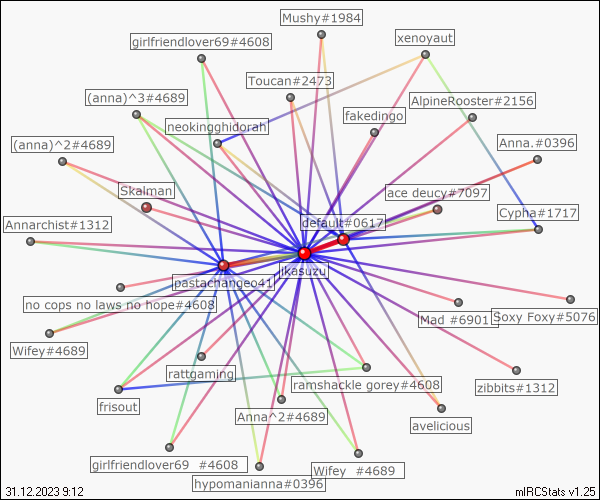 Mushy#1984
girlfriendlover69#4608
xenoyaut
Toucan#2473
(anna)^3#4689
AlpineRooster#2156
fakedingo
neokingghidorah
(anna)^2#4689
Anna.#0396
Skalman
ace deucy#7097
Annarchist#1312
default#0617
Cypha#1717
ikasuzu
pastachangeo41
no cops no laws no hope#4608
Mad #6901
Soxy Foxy#5076
Wifey#4689
rattgaming
ramshackle gorey#4608
zibbits#1312
frisout
Anna^2#4689
avelicious
girlfriendlover69 #4608
Wifey #4689
hypomanianna#0396
31.12.2023 9:12
mIRCStats v1.25